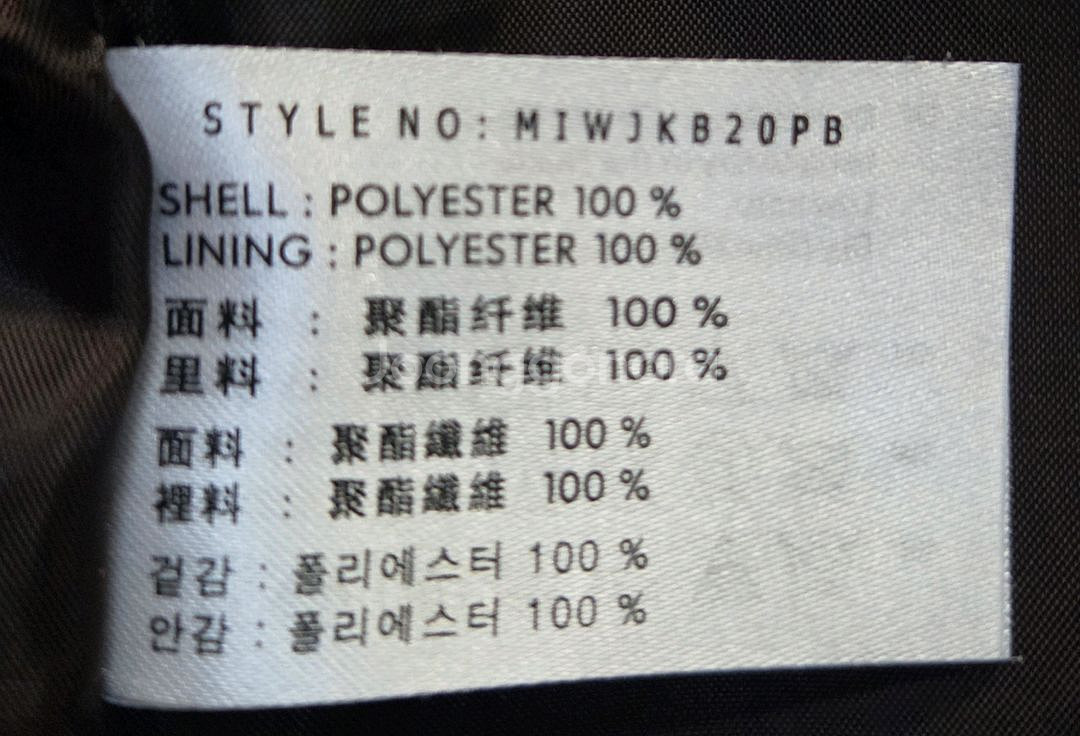 STYLE NO: MIWJKB20PB
SHELL : POLYESTER 100 %
LINING : POLYESTER 100 %
面料 : 聚酯纤维 100 %
里料 : 聚酯纤维 100 %
面料 : 聚酯纖維 100 %
裡料 : 聚酯纖維 100 %
겉감 : 폴리에스터 100 %
안감 : 폴리에스터 100 %